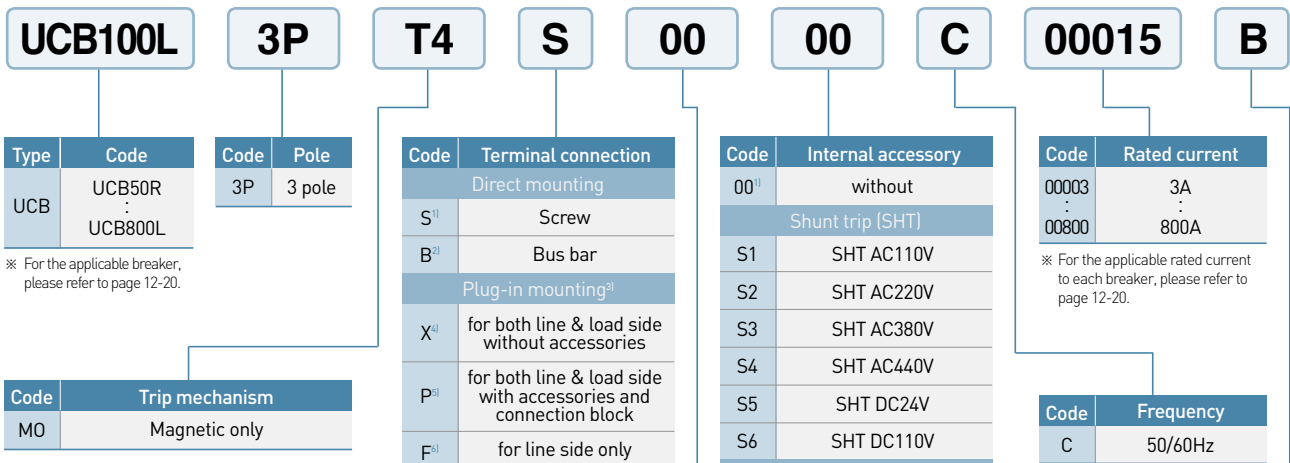 UCB100L 3P T4 S 00 00 C 00015 B
Type Code
UCB UCB50R
:
UCB800L
※ For the applicable breaker,
please refer to page 12-20.
Code Pole
3P 3 pole
Code Trip mechanism
MO Magnetic only
Code Terminal connection
Direct mounting
S1) Screw
B2) Bus bar
Plug-in mounting3)
X4) for both line & load side
without accessories
P5) for both line & load side
with accessories and
connection block
F6) for line side only
Code Internal accessory
001) without
Shunt trip (SHT)
S1 SHT AC110V
S2 SHT AC220V
S3 SHT AC380V
S4 SHT AC440V
S5 SHT DC24V
S6 SHT DC110V
Code Rated current
00003 3A
: :
00800 800A
※ For the applicable rated current
to each breaker, please refer to
page 12-20.
Code Frequency
C 50/60Hz